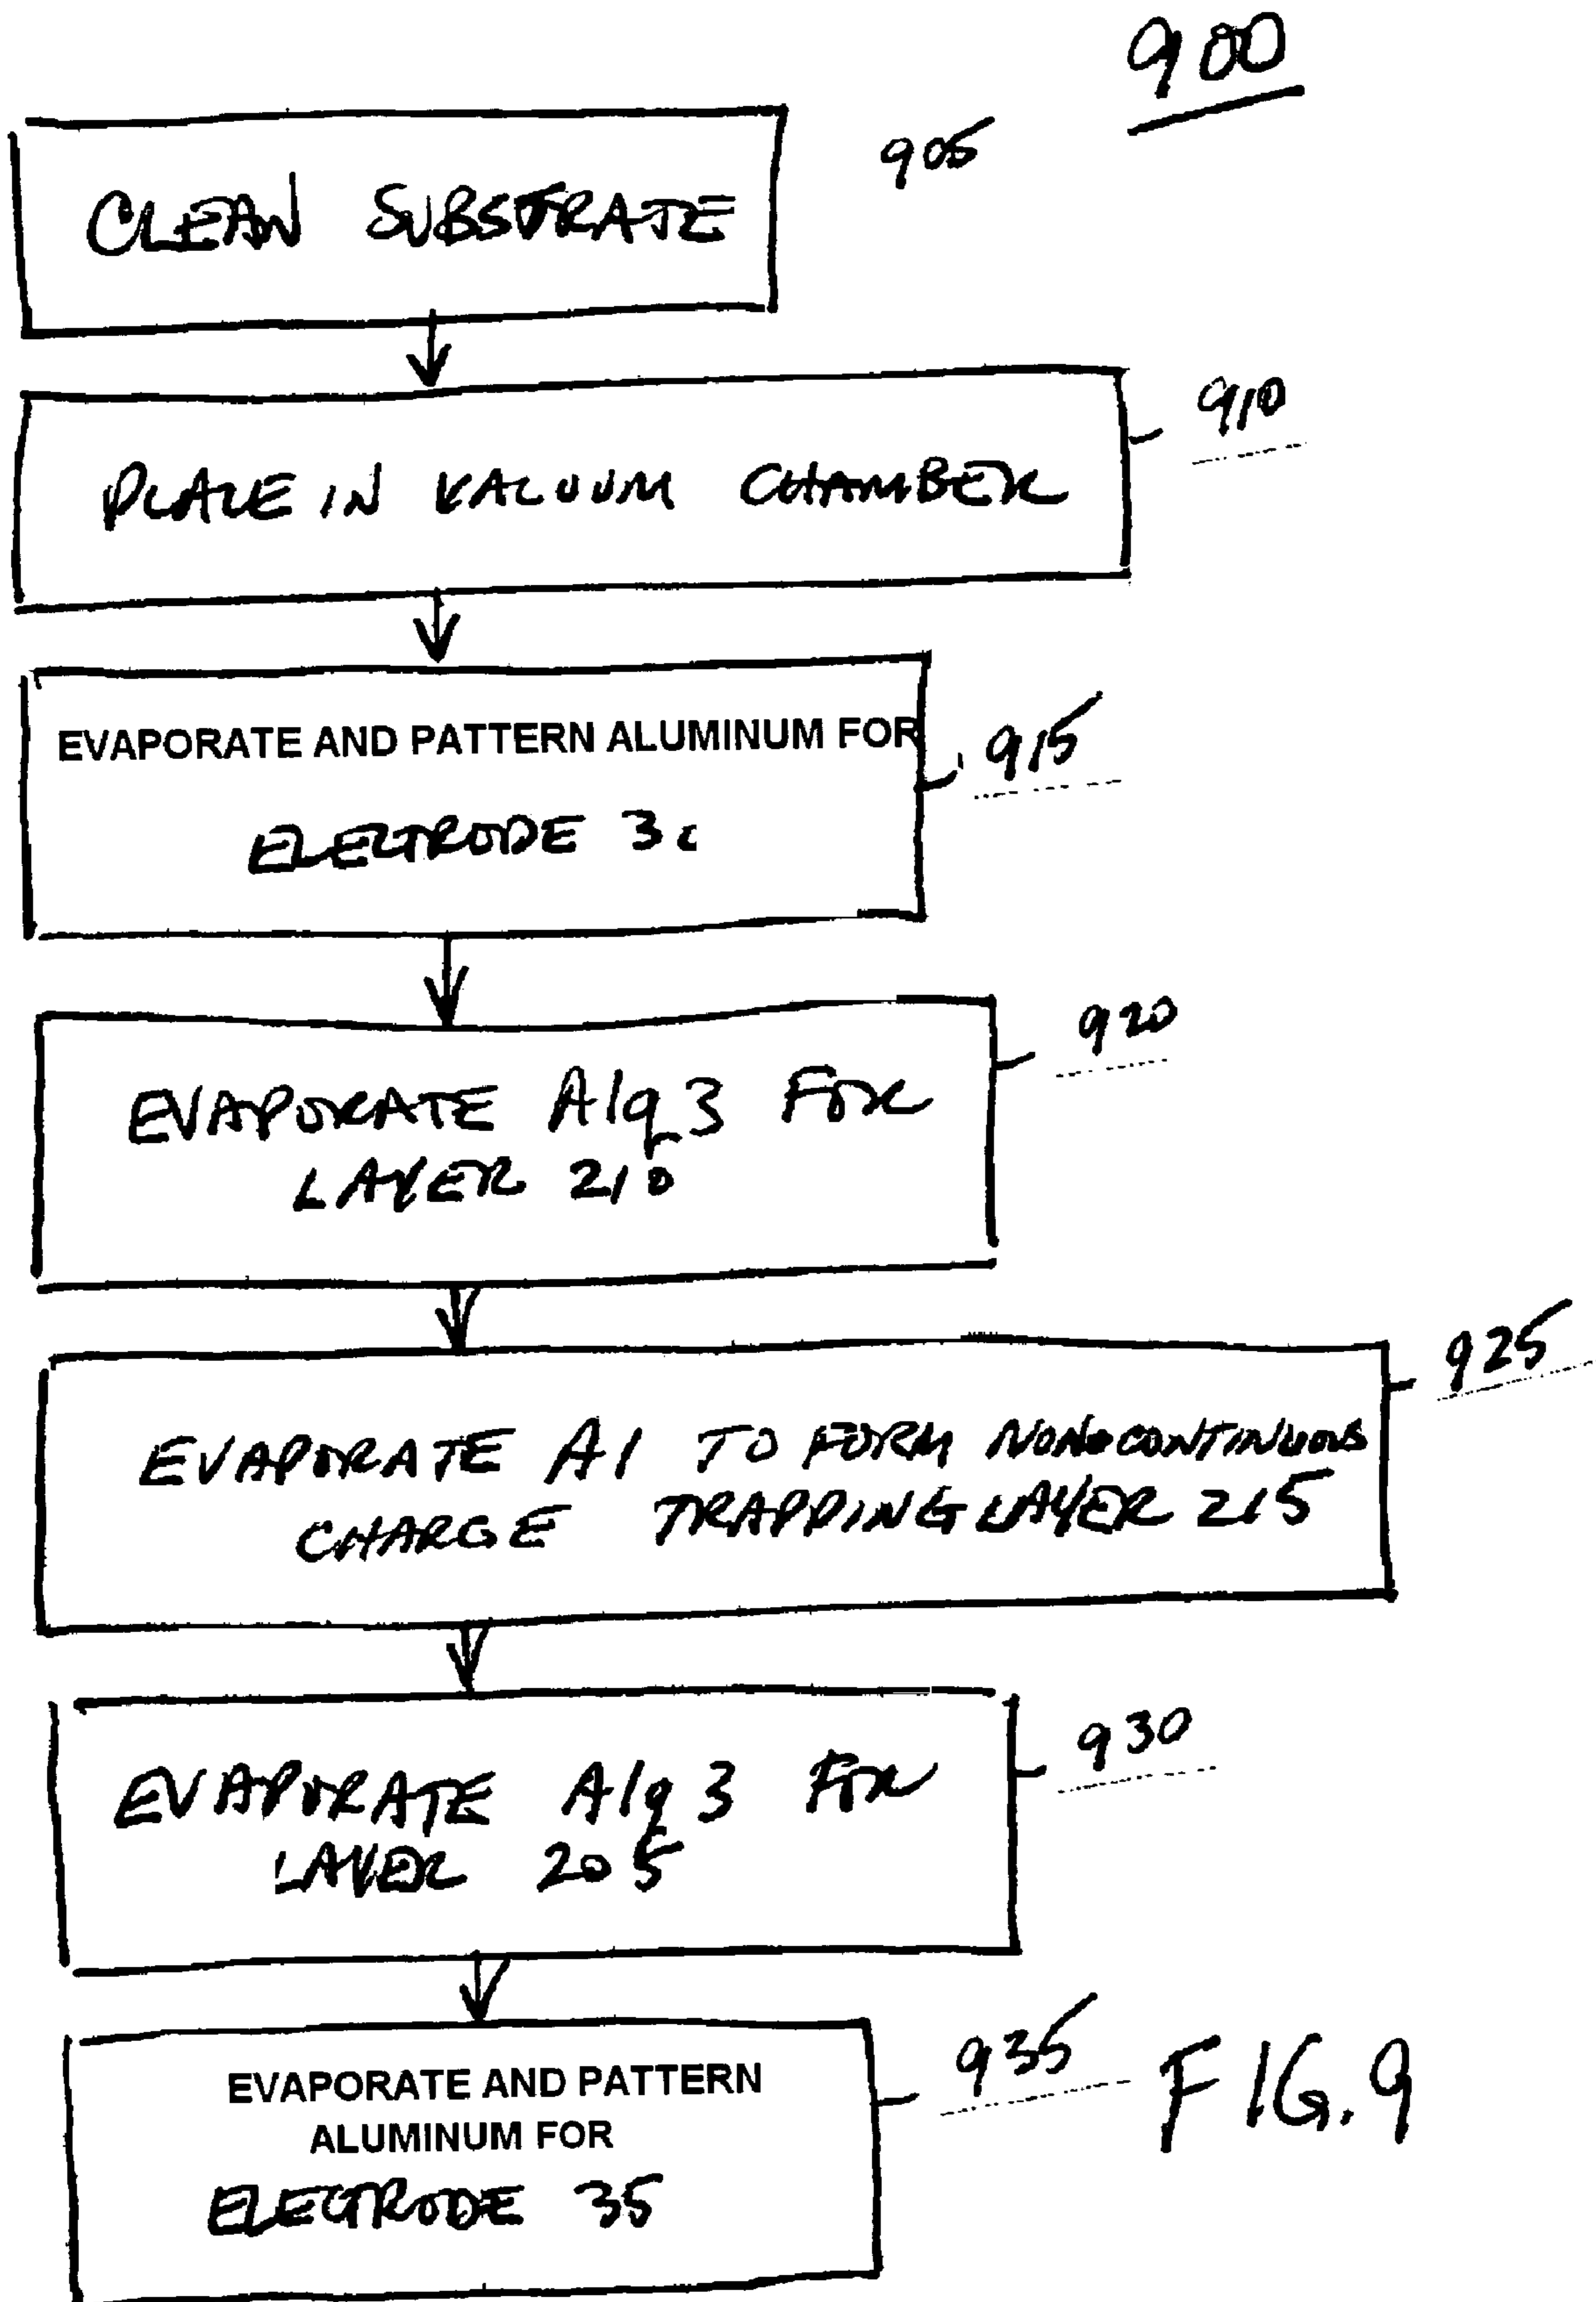 900
CLEAN SUBSTRATE
905
PLACE IN VACUUM CHAMBER
910
EVAPORATE AND PATTERN ALUMINUM FOR
ELECTRODE
915
EVAPORATE Alq3 FOR
LAYER 210
920
EVAPORATE Al TO FORM NON-CONTINUOUS
CHARGE TRAPPING LAYER 215
925
EVAPORATE Alq3 FOR
LAYER 205
930
EVAPORATE AND PATTERN
ALUMINUM FOR
ELECTRODE 35
935
FIG. 9